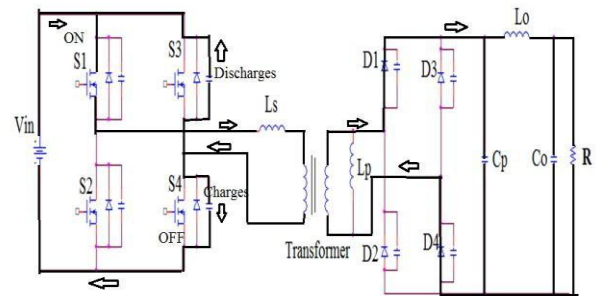 ON
S1
S3
Discharges
Vin
Ls
S2
S4
Charges
OFF
Transformer
Lp
D1
D3
D2
D4
Lo
Cp
Co
R